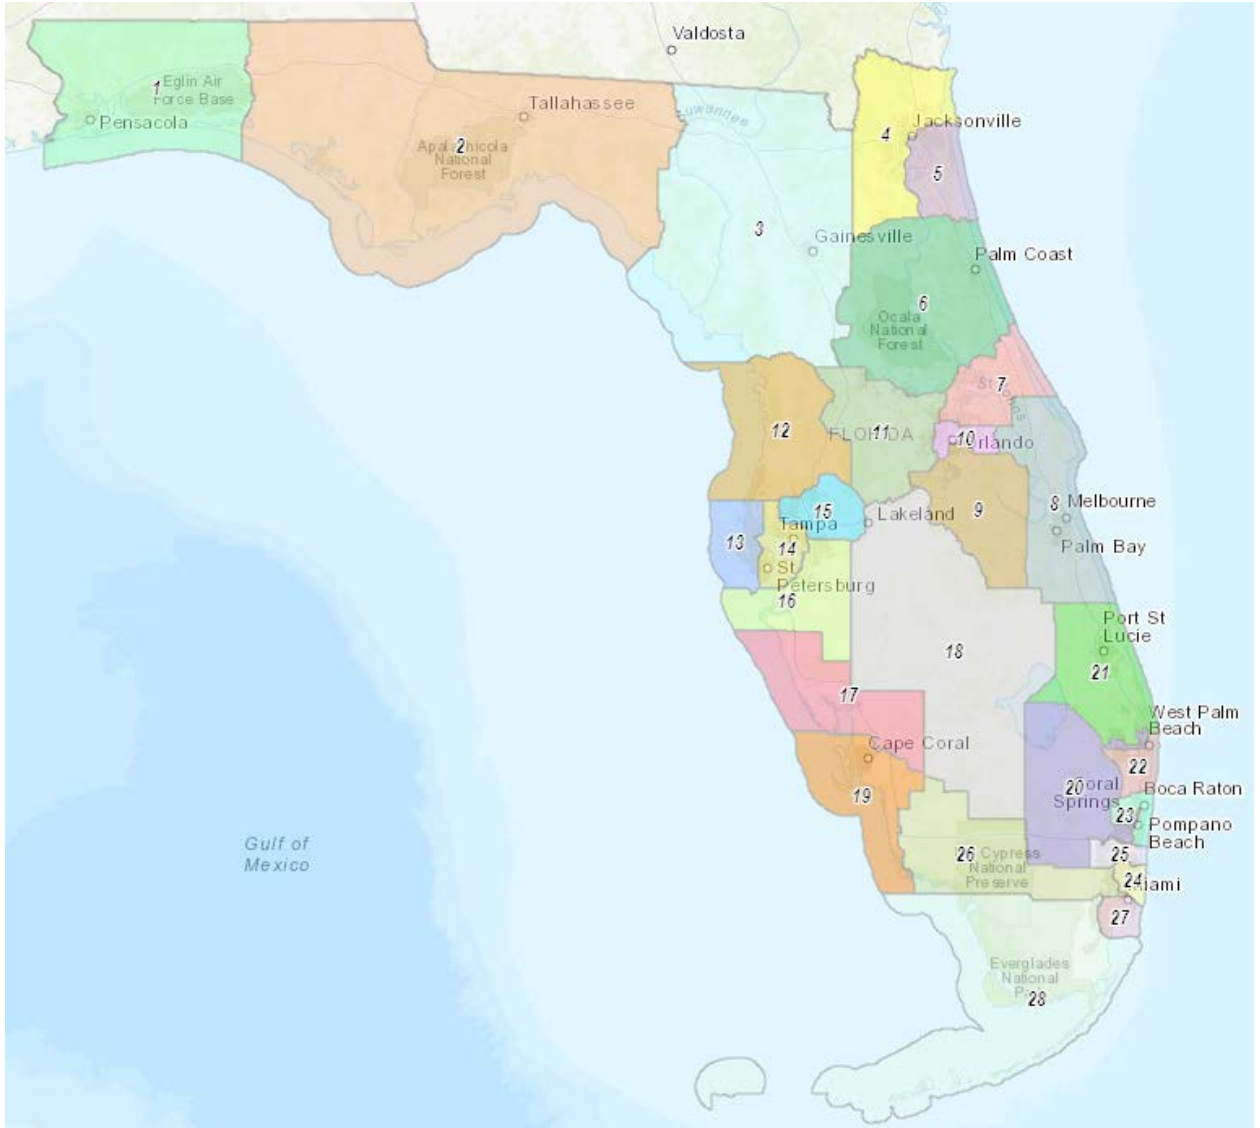 Valdosta
1
Eglin Air
Force Base
Pensacola
Tallahassee
2
Apalachicola
National
Forest
Suwannee
4
Jacksonville
5
3
Gainesville
Palm Coast
6
Ocala
National
Forest
7
St Johns
12
FLORIDA
11
10
Orlando
8
Melbourne
Palm Bay
9
15
Lakeland
Tampa
13
14
St
Petersburg
16
18
Port St
Lucie
21
17
West Palm
Beach
Cape Coral
22
19
20
Coral
Springs
Boca Raton
23
Pompano
Beach
Gulf of
Mexico
25
26
Cypress
National
Preserve
24
Miami
27
Everglades
National
Park
28